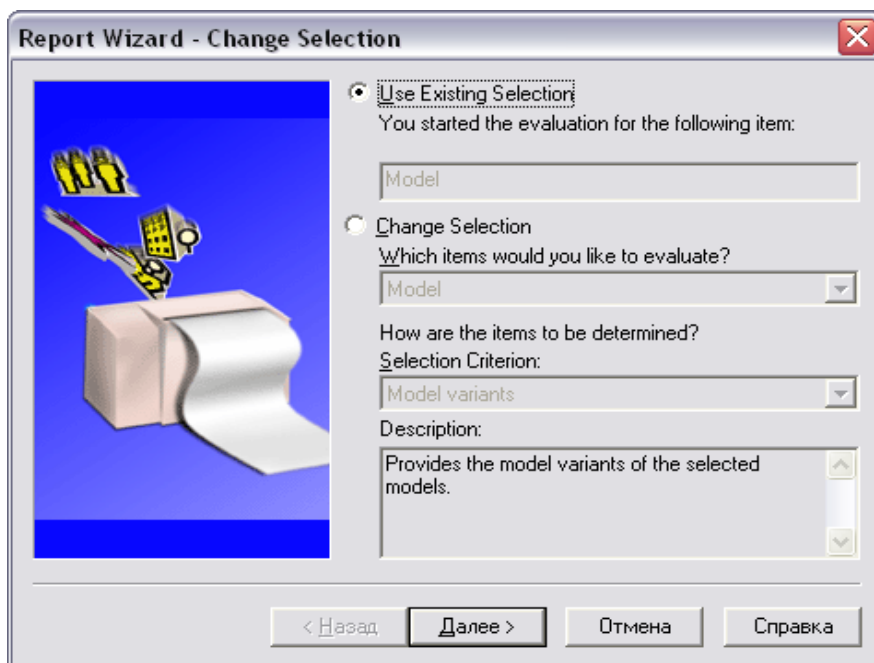 Report Wizard - Change Selection
Use Existing Selection
You started the evaluation for the following item:
Model
Change Selection
Which items would you like to evaluate?
Model
How are the items to be determined?
Selection Criterion:
Model variants
Description:
Provides the model variants of the selected
models.
< Назад
Далее >
Отмена
Справка